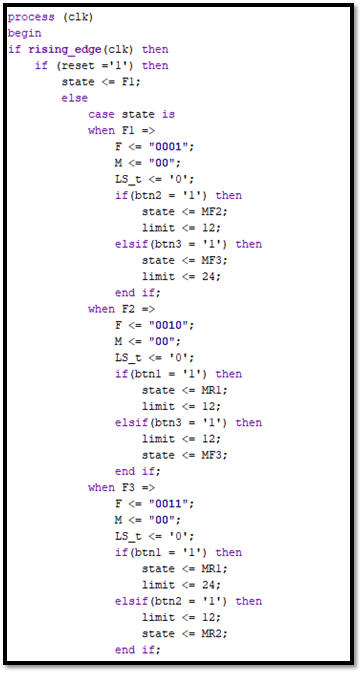 process (clk)
begin
if rising_edge(clk) then
if (reset ='1') then
state <= F1;
else
case state is
when F1 =>
F <= "0001";
M <= "00";
LS_t <= '0';
if(btn2 = '1') then
state <= MF2;
limit <= 12;
elsif(btn3 = '1') then
state <= MF3;
limit <= 24;
end if;
when F2 =>
F <= "0010";
M <= "00";
LS_t <= '0';
if(btn1 = '1') then
state <= MR1;
limit <= 12;
elsif(btn3 = '1') then
limit <= 12;
state <= MF3;
end if;
when F3 =>
F <= "0011";
M <= "00";
LS_t <= '0';
if(btn1 = '1') then
state <= MR1;
limit <= 24;
elsif(btn2 = '1') then
limit <= 12;
state <= MR2;
end if;